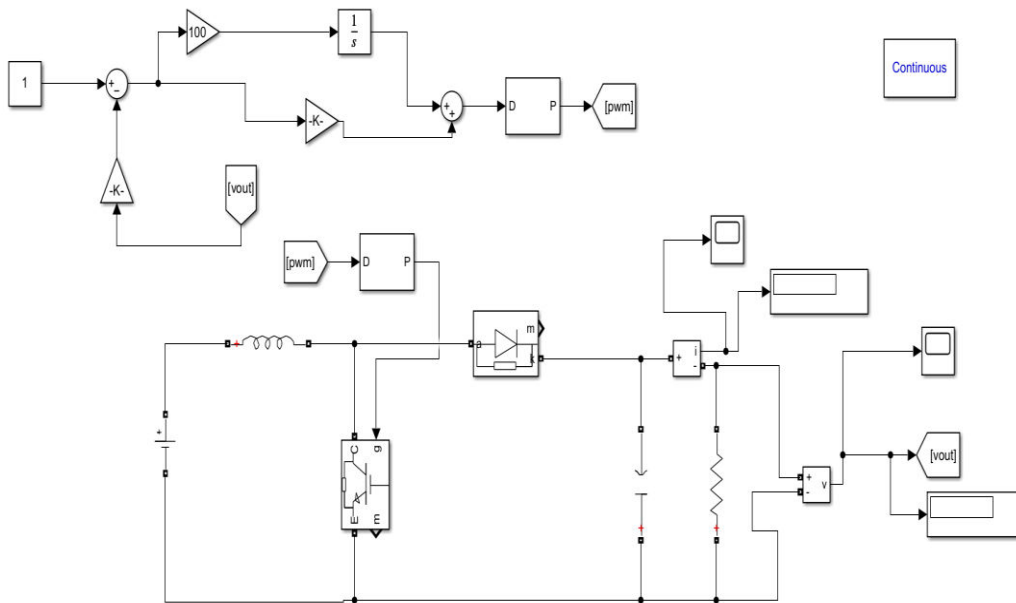 100
1
s
Continuous
1
+
−
+
+
D
P
[pwm]
-K-
-K-
[vout]
[pwm]
D
P
m
a
k
+
i
-
+
+
C
g
E
m
+
-
v
[vout]
+
+